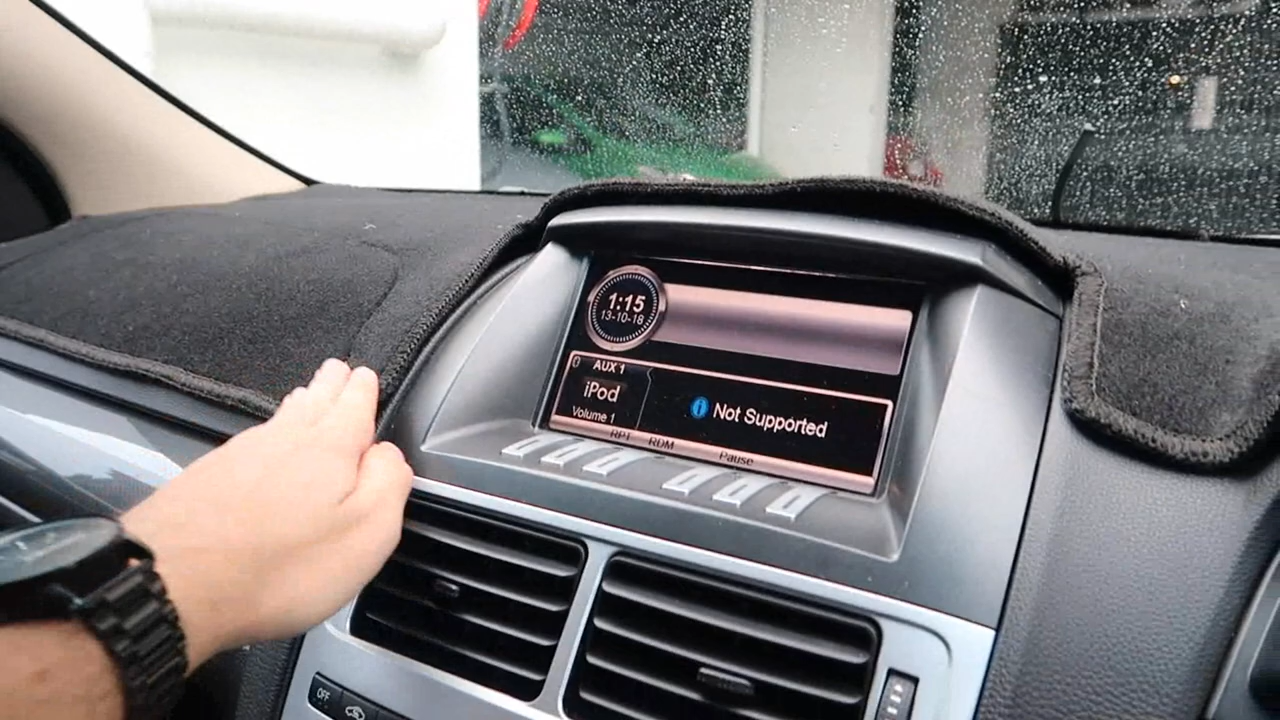 1:15
13-10-18
AUX 1
iPod
Volume 1
Not Supported
RPT RDM Pause
OFF